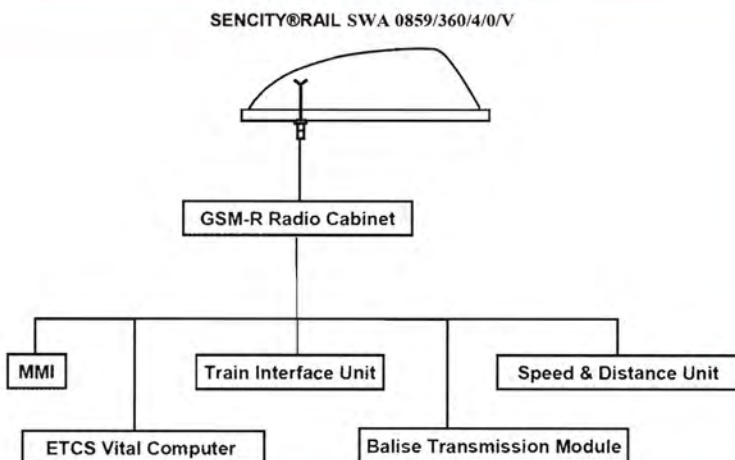 SENCITY®RAIL SWA 0859/360/4/0/V
GSM-R Radio Cabinet
MMI
Train Interface Unit
Speed & Distance Unit
ETCS Vital Computer
Balise Transmission Module